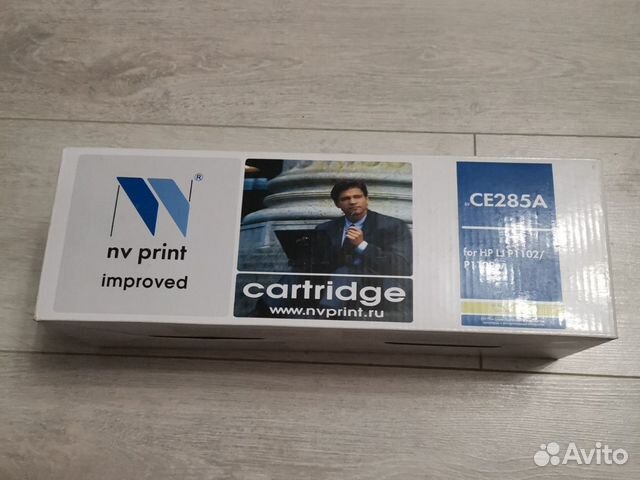 nv print
®
improved
cartridge
www.nvprint.ru
CE285A
for HP LJ P1102/
Avito